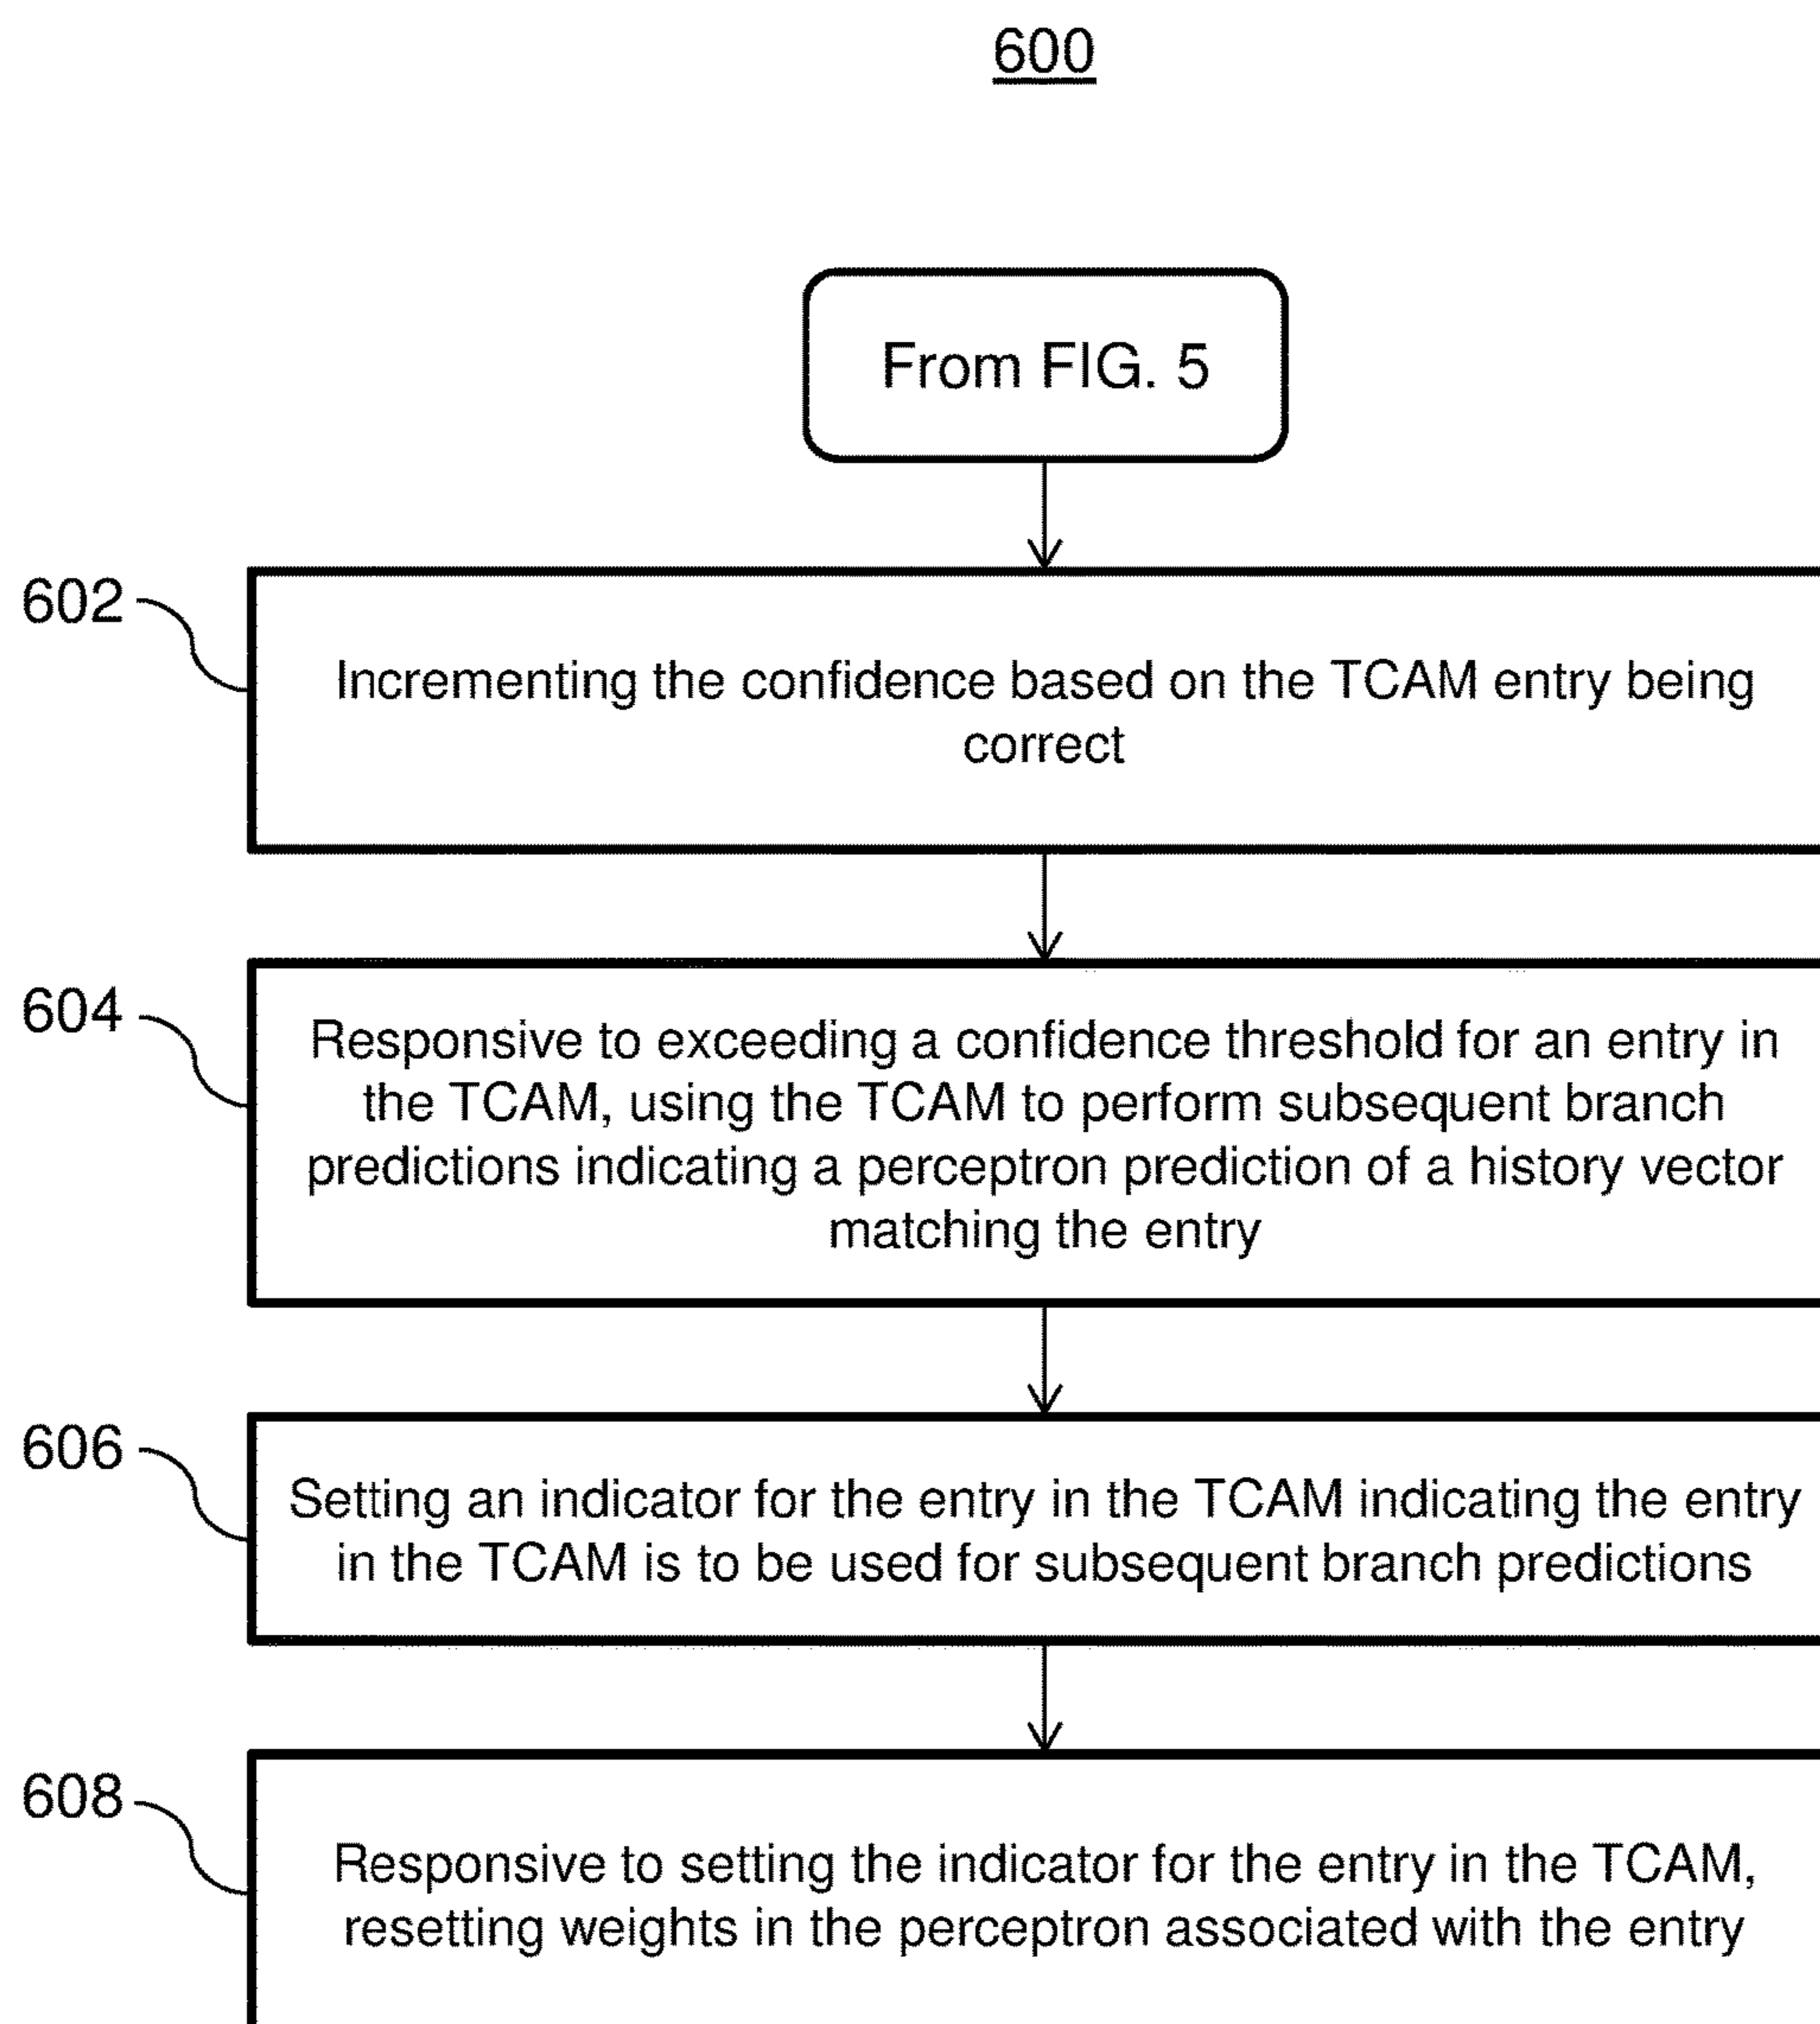 600
From FIG. 5
602
Incrementing the confidence based on the TCAM entry being
correct
604
Responsive to exceeding a confidence threshold for an entry in
the TCAM, using the TCAM to perform subsequent branch
predictions indicating a perceptron prediction of a history vector
matching the entry
606
Setting an indicator for the entry in the TCAM indicating the entry
in the TCAM is to be used for subsequent branch predictions
608
Responsive to setting the indicator for the entry in the TCAM,
resetting weights in the perceptron associated with the entry